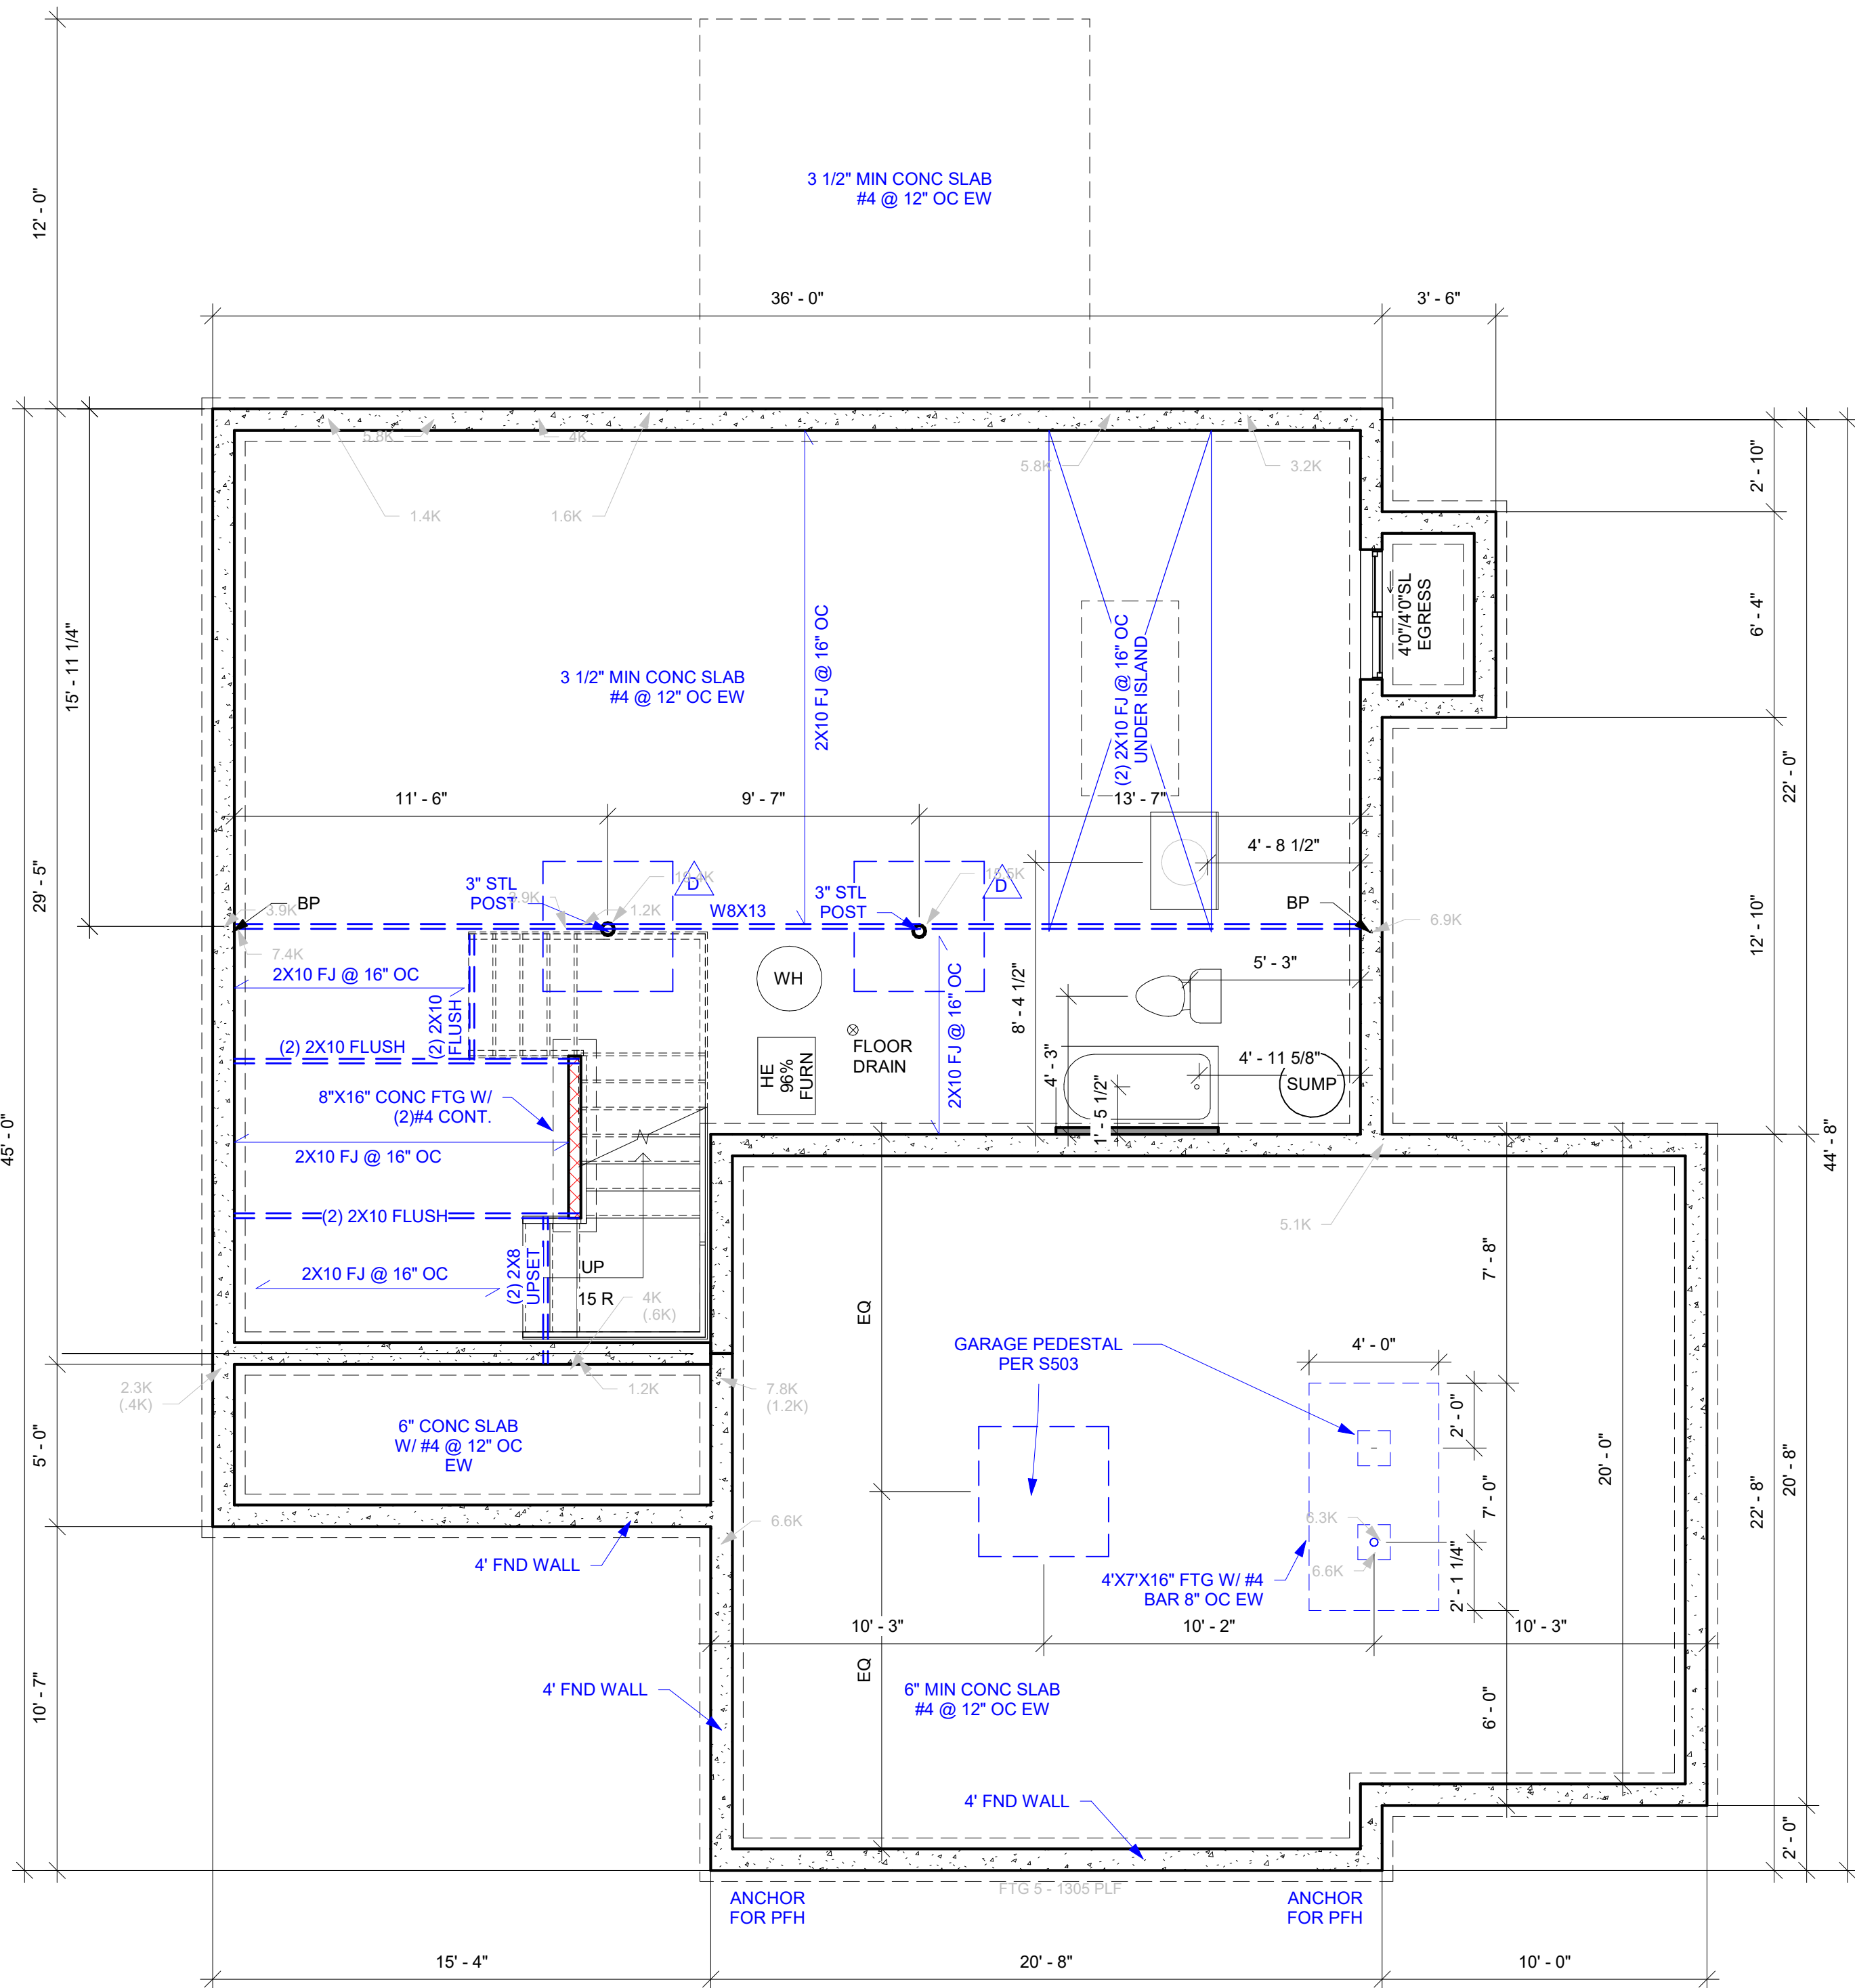 12' - 0"
3 1/2" MIN CONC SLAB
#4 @ 12" OC EW
36' - 0"
3' - 6"
5.8K
4K
5.8K
3.2K
1.4K
1.6K
2' - 10"
15' - 11 1/4"
2X10 FJ @ 16" OC
(2) 2X10 FJ @ 16" OC
UNDER ISLAND
4'0"/4'0"SL
EGRESS
6' - 4"
3 1/2" MIN CONC SLAB
#4 @ 12" OC EW
22' - 0"
11' - 6"
9' - 7"
13' - 7"
4' - 8 1/2"
29' - 5"
3" STL
POST
1.2K
D
3" STL
POST
D
W8X13
3.9K
BP
BP
6.9K
12' - 10"
7.4K
2X10 FJ @ 16" OC
WH
5' - 3"
(2) 2X10
FLUSH
8' - 4 1/2"
2X10 FJ @ 16" OC
(2) 2X10 FLUSH
FLOOR
DRAIN
HE
96%
FURN
4' - 3"
4' - 11 5/8"
SUMP
1' - 5 1/2"
8"X16" CONC FTG W/
(2)#4 CONT.
45' - 0"
2X10 FJ @ 16" OC
44' - 8"
(2) 2X10 FLUSH
5.1K
7' - 8"
2X10 FJ @ 16" OC
(2) 2X8
UPSET
UP
15 R
4K
(.6K)
EQ
GARAGE PEDESTAL
PER S503
4' - 0"
2.3K
(.4K)
1.2K
7.8K
(1.2K)
2' - 0"
5' - 0"
6" CONC SLAB
W/ #4 @ 12" OC
EW
20' - 0"
20' - 8"
7' - 0"
22' - 8"
6.6K
6.3K
6.6K
4' FND WALL
4'X7'X16" FTG W/ #4
BAR 8" OC EW
2' - 1 1/4"
10' - 3"
10' - 2"
10' - 3"
10' - 7"
EQ
4' FND WALL
6" MIN CONC SLAB
#4 @ 12" OC EW
6' - 0"
4' FND WALL
2' - 0"
FTG 5 - 1305 PLF
ANCHOR
FOR PFH
ANCHOR
FOR PFH
15' - 4"
20' - 8"
10' - 0"